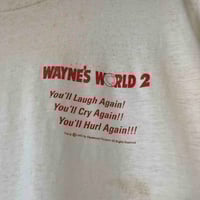 WAYNE'S WORLD 2
You'll Laugh Again!
You'll Cry Again!!
You'll Hurl Again!!!